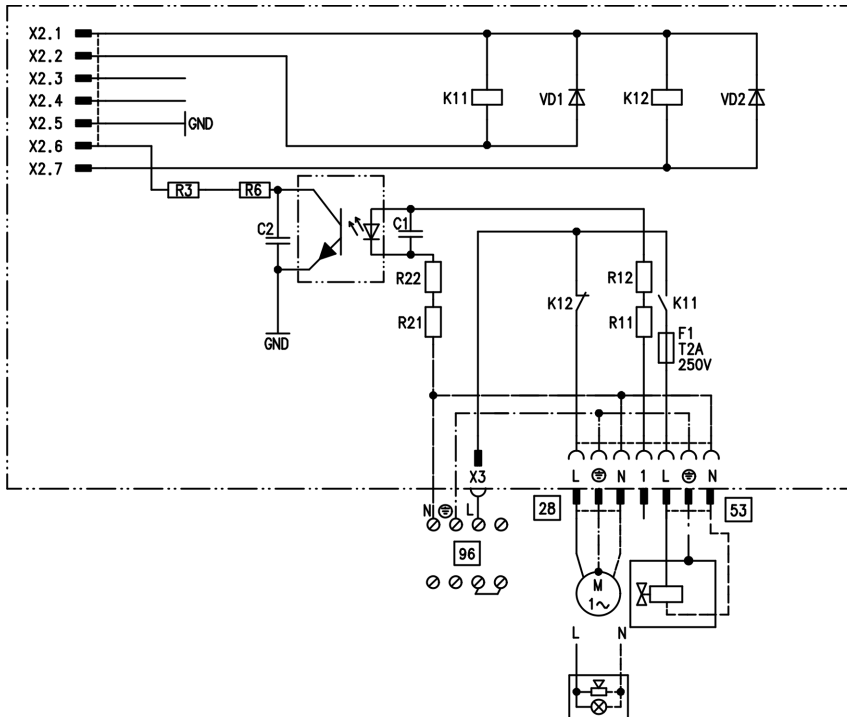 X2.1
X2.2
X2.3
X2.4
X2.5
X2.6
X2.7
GND
K11
VD1
K12
VD2
R3
R6
C2
C1
R22
R21
GND
K12
R12
R11
K11
F1
T2A
250V
X3
L
N
1
L
N
N
L
28
53
96
M
1~
L
N